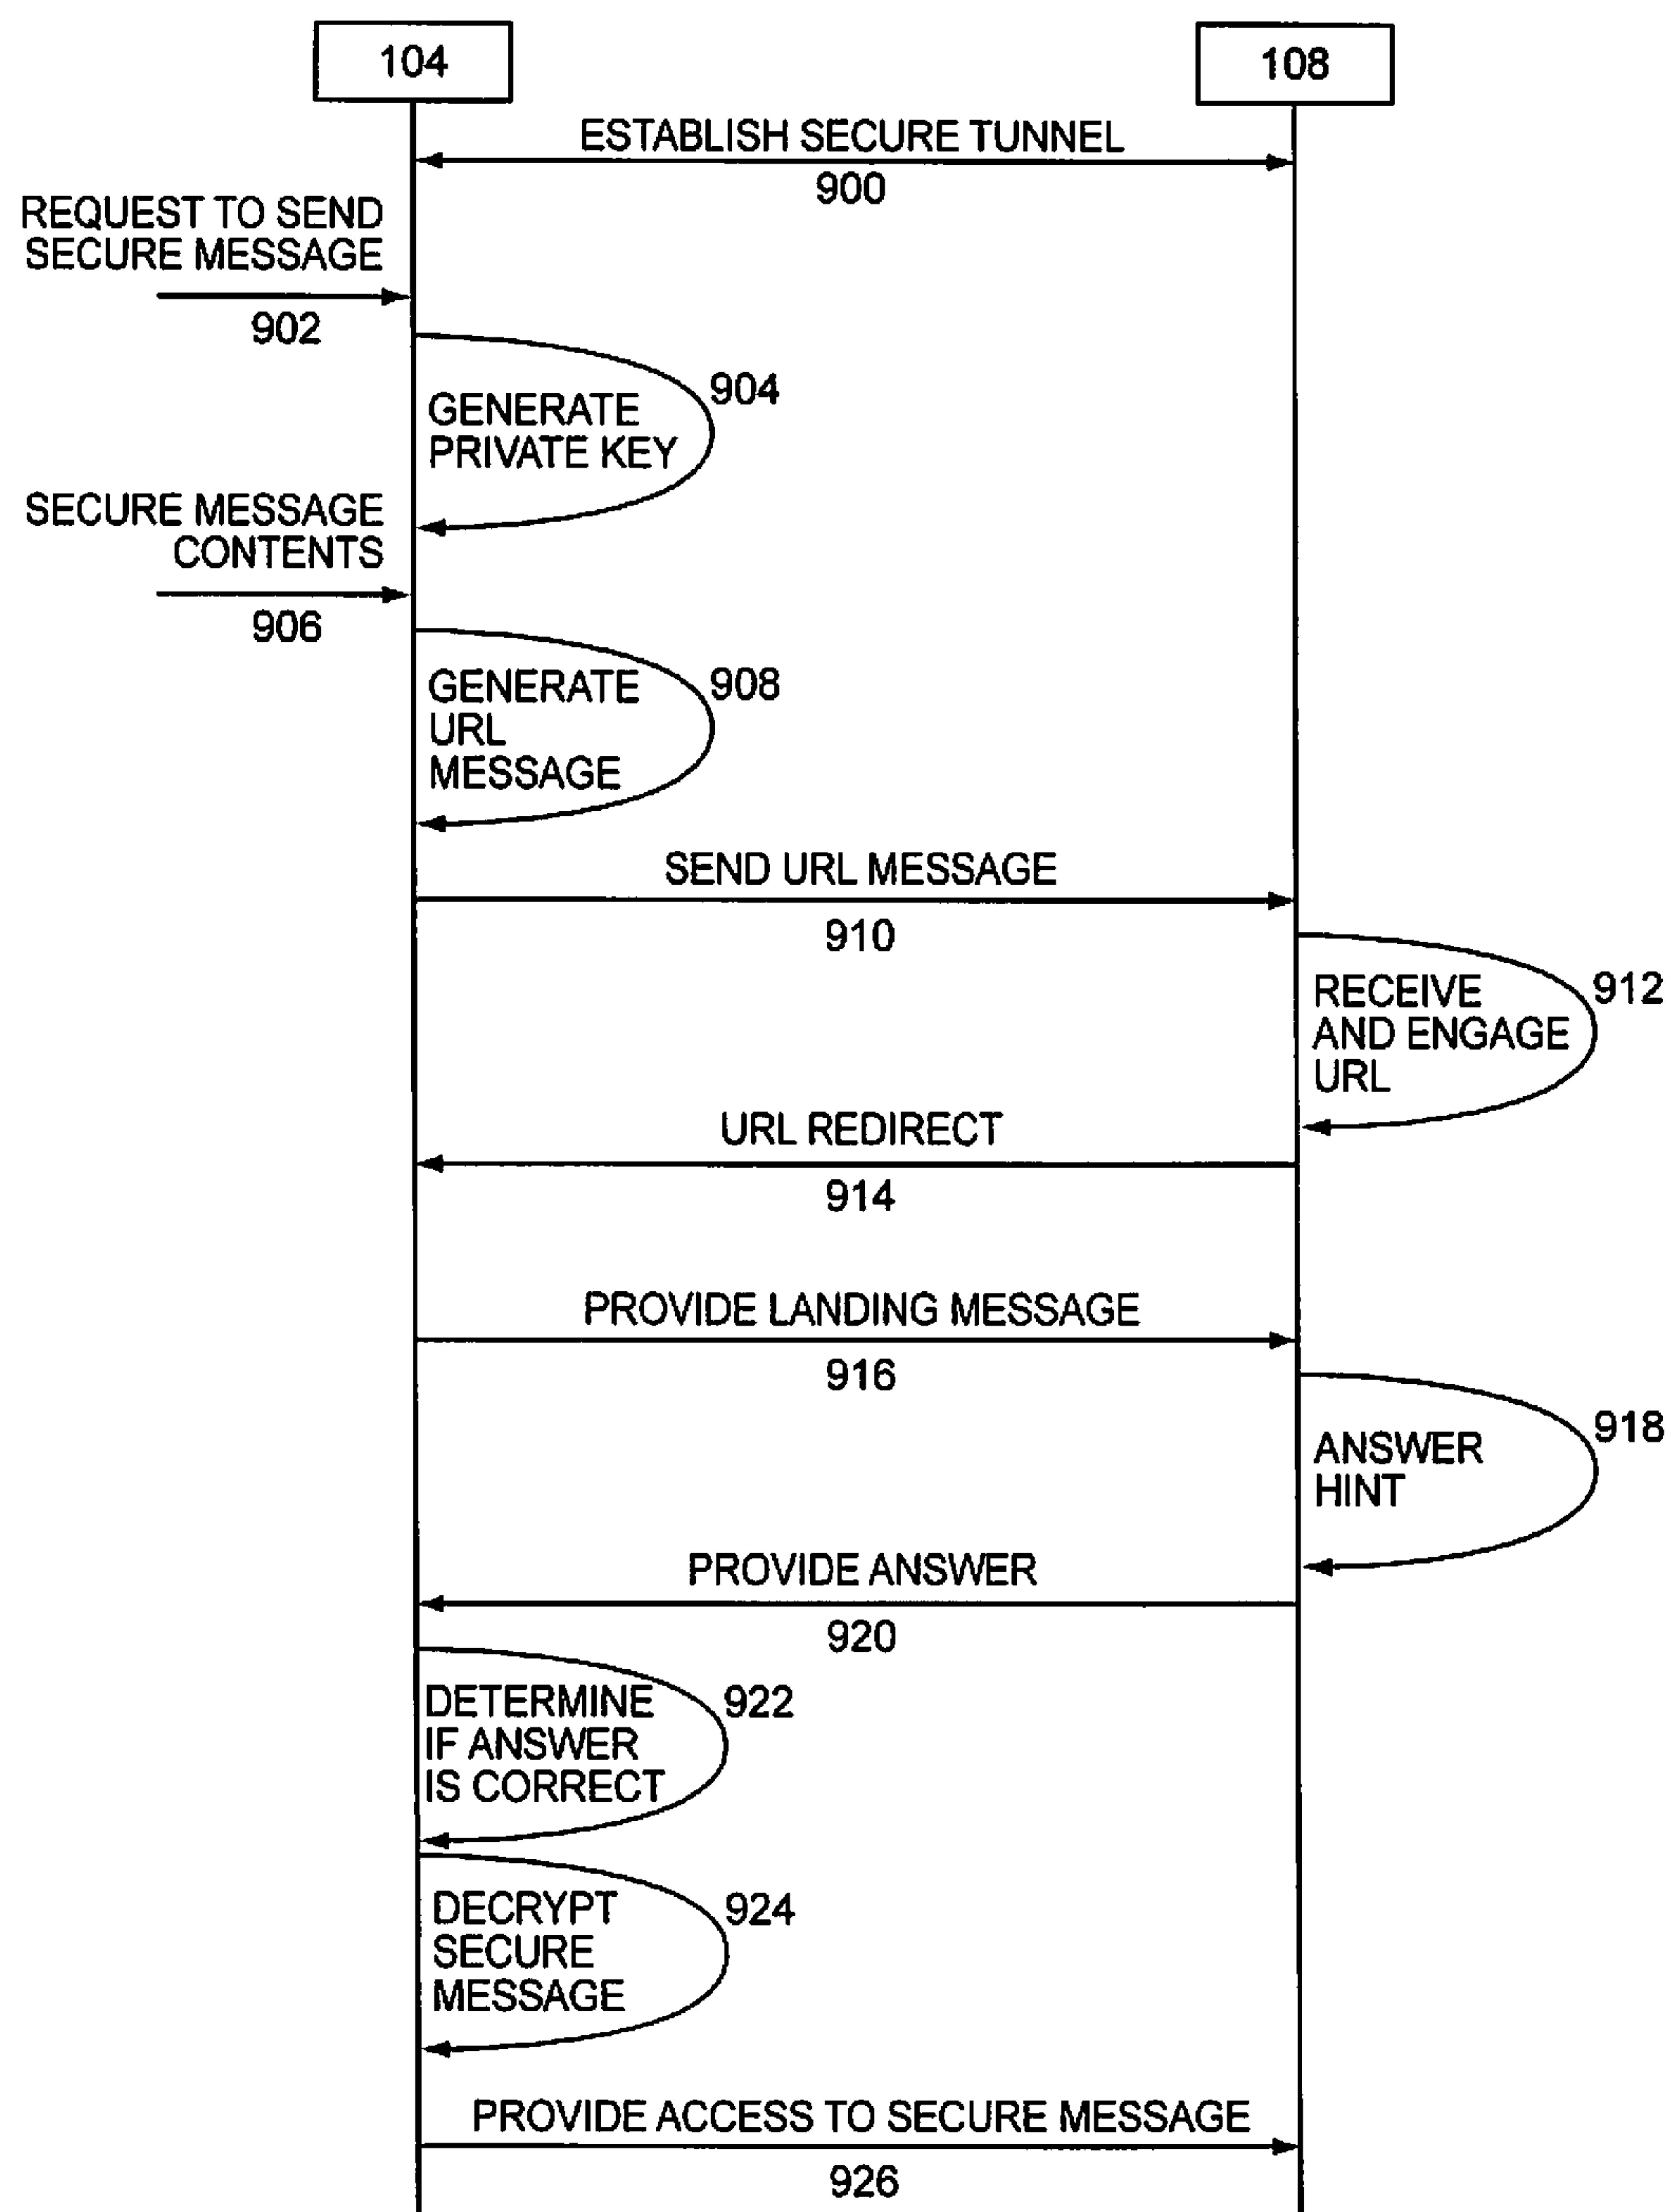 104
108
ESTABLISH SECURE TUNNEL
900
REQUEST TO SEND
SECURE MESSAGE
902
904
GENERATE
PRIVATE KEY
SECURE MESSAGE
CONTENTS
906
908
GENERATE
URL
MESSAGE
SEND URL MESSAGE
910
912
RECEIVE
AND ENGAGE
URL
URL REDIRECT
914
PROVIDE LANDING MESSAGE
916
918
ANSWER
HINT
PROVIDE ANSWER
920
922
DETERMINE
IF ANSWER
IS CORRECT
924
DECRYPT
SECURE
MESSAGE
PROVIDE ACCESS TO SECURE MESSAGE
926